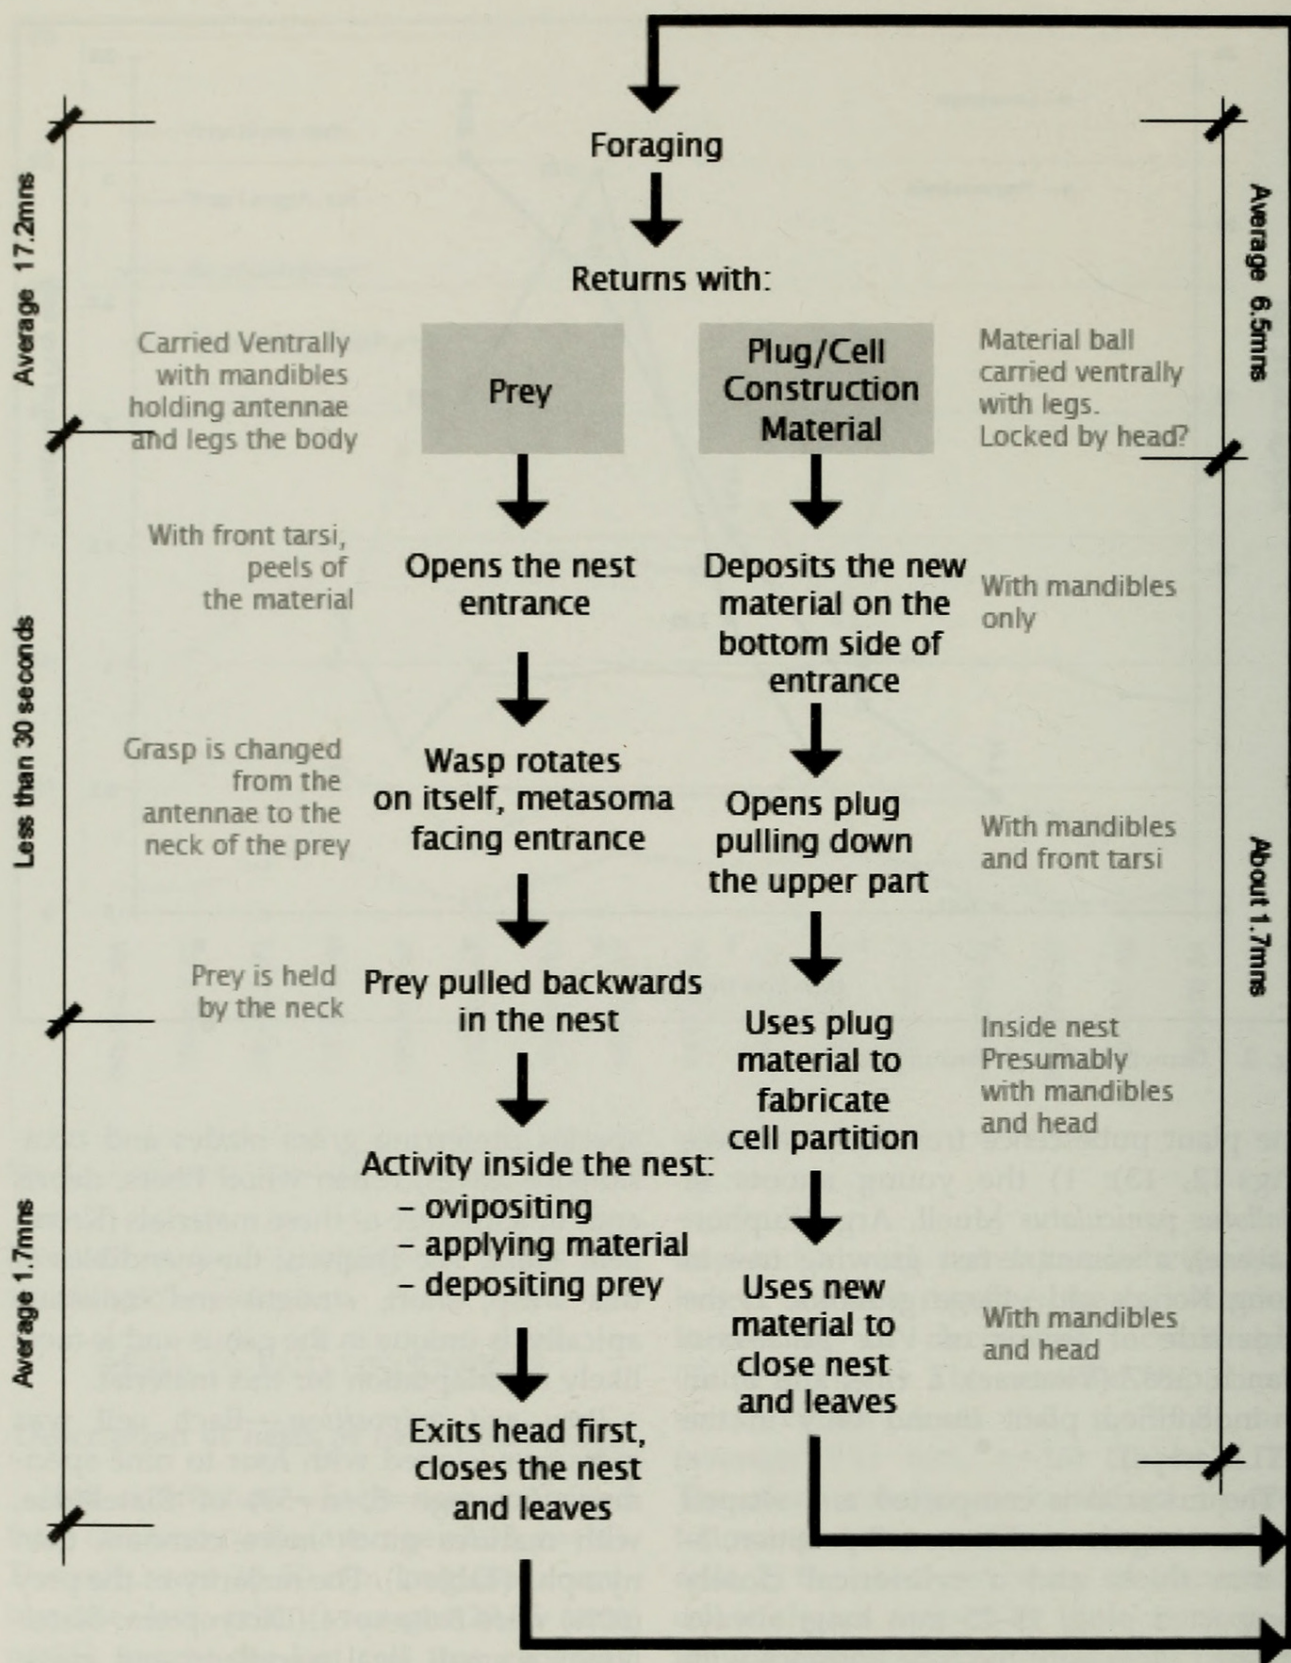 Foraging
Returns with:
Average 17.2mns
Carried Ventrally
with mandibles
holding antennae
and legs the body
Prey
Plug/Cell
Construction
Material
Material ball
carried ventrally
with legs.
Locked by head?
Average 6.5mns
Less than 30 seconds
With front tarsi,
peels of
the material
Opens the nest
entrance
Grasp is changed
from the
antennae to the
neck of the prey
Wasp rotates
on itself, metasoma
facing entrance
Prey is held
by the neck
Prey pulled backwards
in the nest
Average 1.7mns
Activity inside the nest:
– ovipositing
– applying material
– depositing prey
Exits head first,
closes the nest
and leaves
Deposits the new
material on the
bottom side of
entrance
With mandibles
only
Opens plug
pulling down
the upper part
With mandibles
and front tarsi
About 1.7mns
Uses plug
material to
fabricate
cell partition
Inside nest
Presumably
with mandibles
and head
Uses new
material to
close nest
and leaves
With mandibles
and head